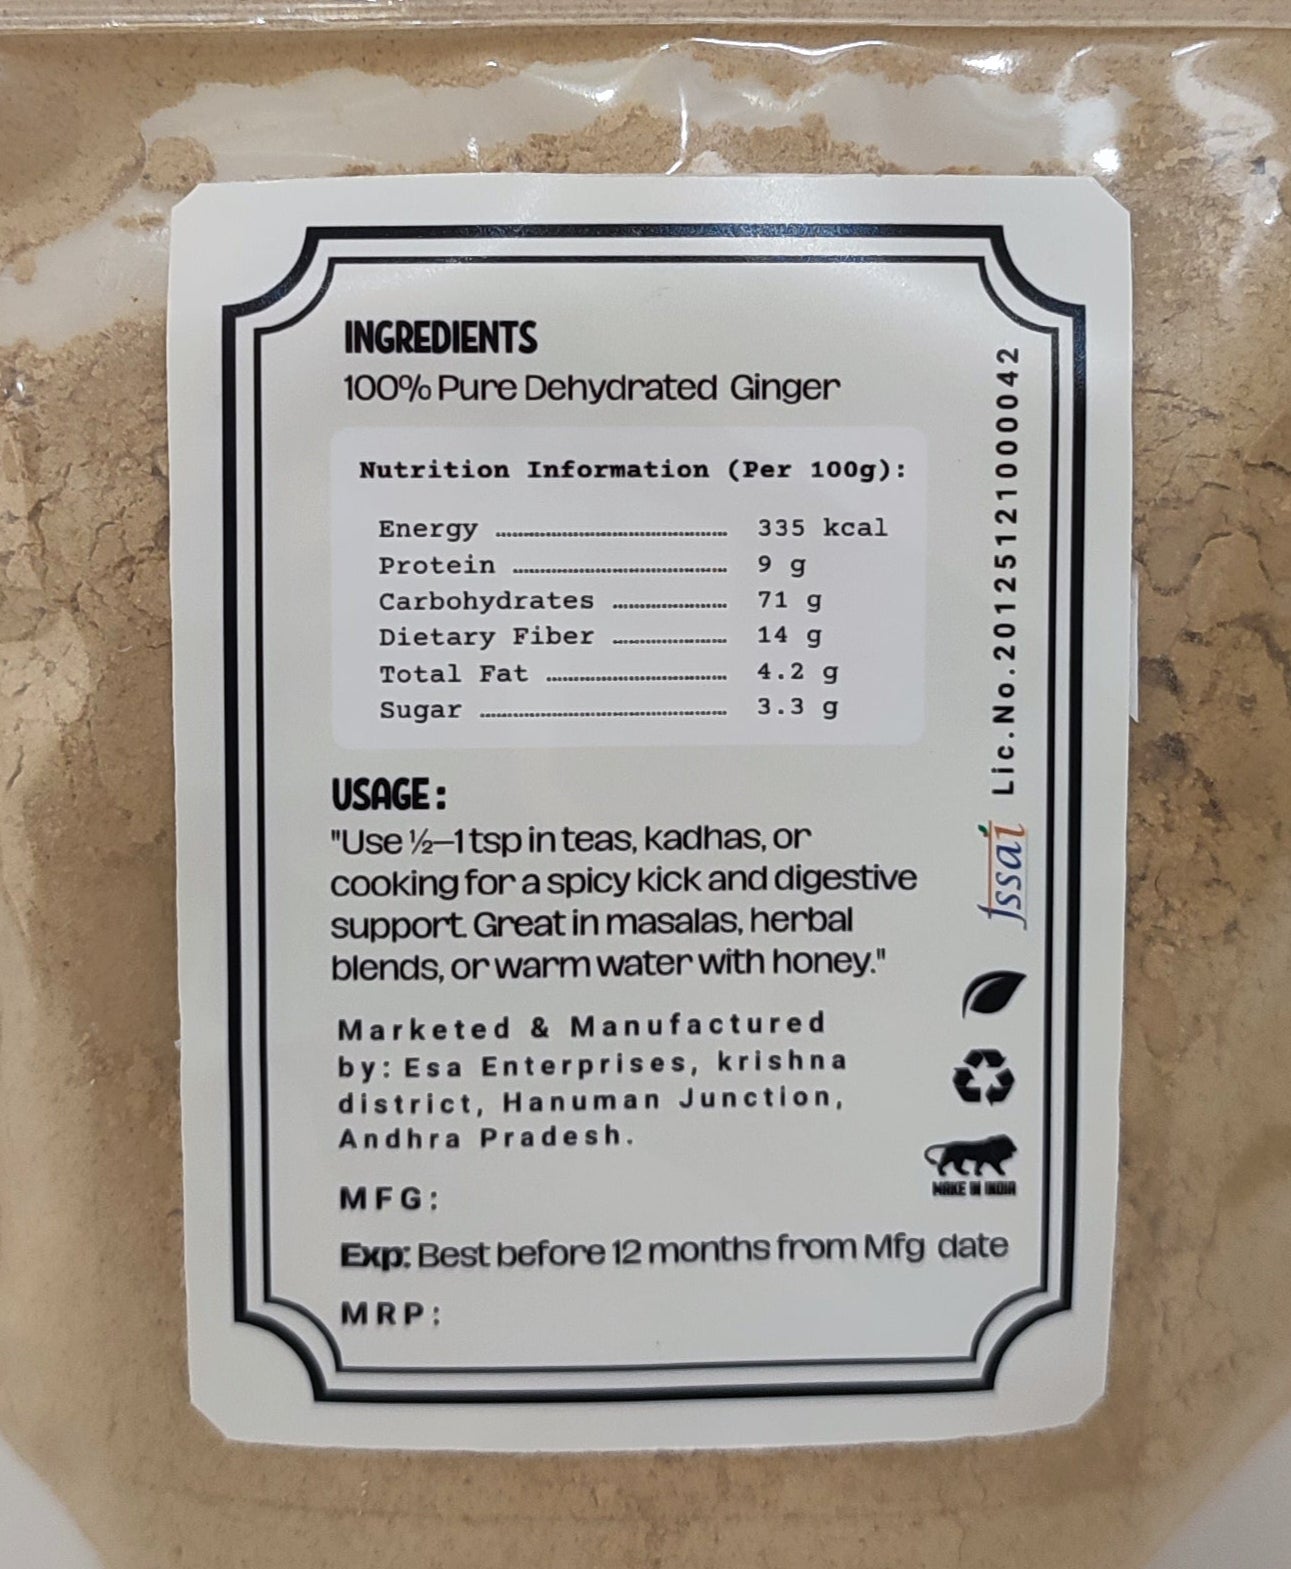 INGREDIENTS
100% Pure Dehydrated Ginger
Nutrition Information (Per 100g):
Energy ........................ 335 kcal
Protein ........................ 9 g
Carbohydrates ............ 71 g
Dietary Fiber ............ 14 g
Total Fat .................... 4.2 g
Sugar ........................ 3.3 g
USAGE:
"Use ½–1 tsp in teas, kadhas, or
cooking for a spicy kick and digestive
support. Great in masalas, herbal
blends, or warm water with honey."
Marketed & Manufactured
by: Esa Enterprises, krishna
district, Hanuman Junction,
Andhra Pradesh.
MFG:
Exp: Best before 12 months from Mfg date
MRP:
fssai Lic.No.20125121000042
MAKE IN INDIA